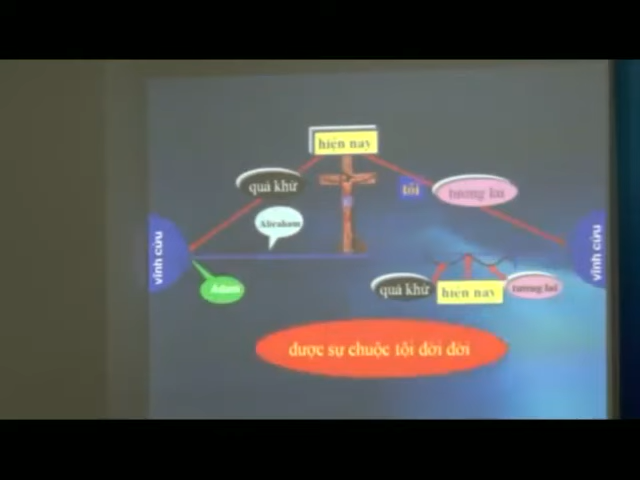 hiện nay
quá khứ
tôi
tương lai
Abraham
vĩnh cửu
vĩnh cửu
Adam
quá khứ
hiện nay
tương lai
được sự chuộc tội đời đời